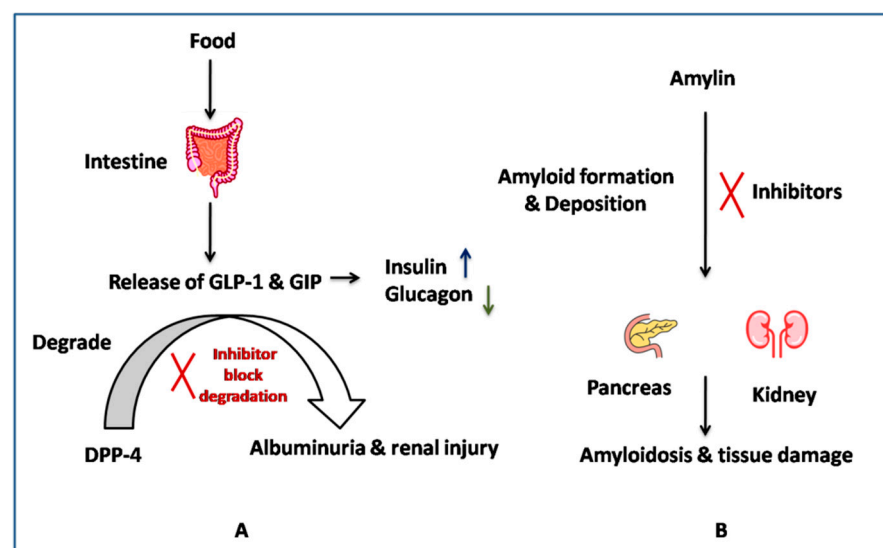 Food
Intestine
Release of GLP-1 & GIP
Insulin
Glucagon
Degrade
Inhibitor
block
degradation
DPP-4
Albuminuria & renal injury
A
Amylin
Amyloid formation
& Deposition
Inhibitors
Pancreas
Kidney
Amyloidosis & tissue damage
B